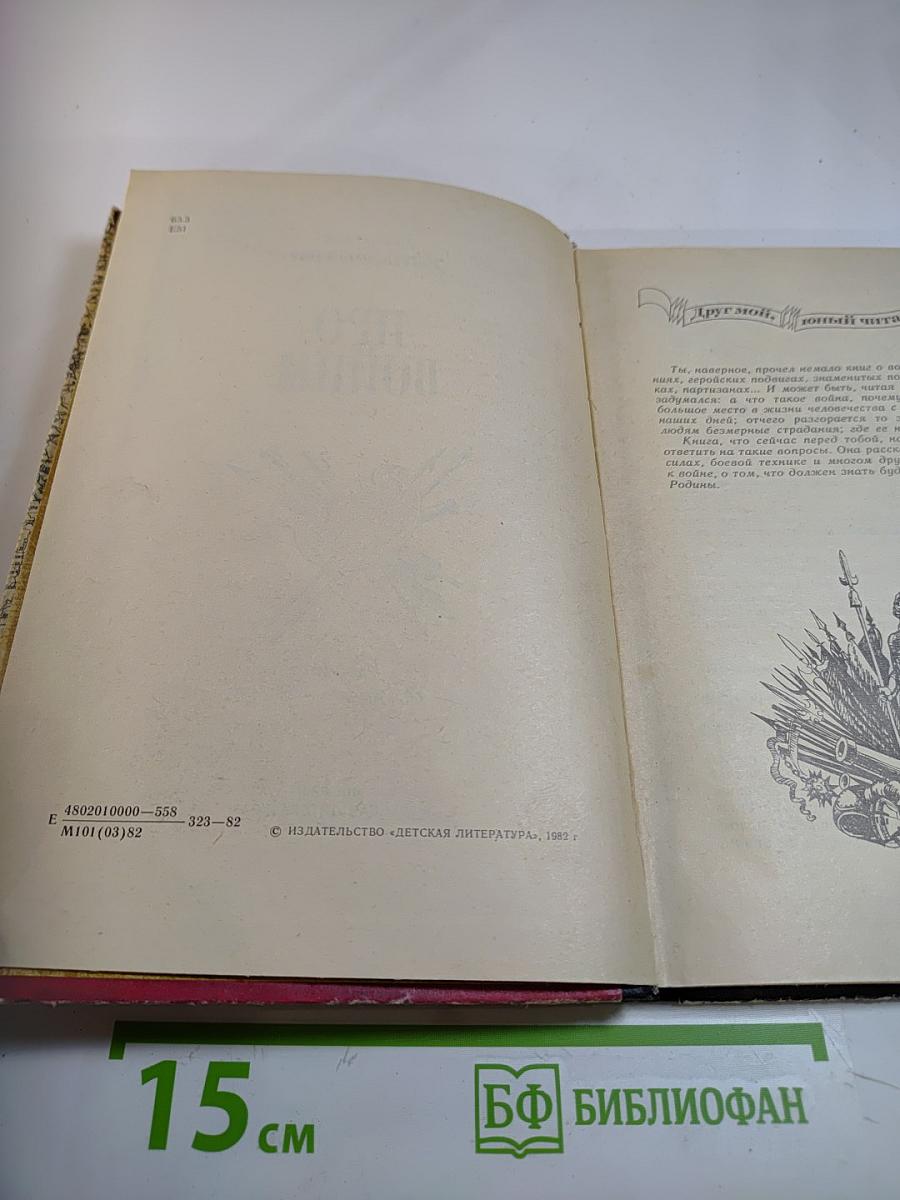 63.3
Е51
Е 4802010000—558 323—82
М101(03)82
© ИЗДАТЕЛЬСТВО «ДЕТСКАЯ ЛИТЕРАТУРА», 1982 г
Друг мой, юный чита
Ты, наверное, прочел немало книг о во
ниях, геройских подвигах, знаменитых по
ках, партизанах... И может быть, читая
задумался: а что такое война, почему
большое место в жизни человечества с
наших дней; отчего разгорается то з
людям безмерные страдания; где ее н
Книга, что сейчас перед тобой, на
ответить на такие вопросы. Она расск
силах, боевой технике и многом дру
к войне, о том, что должен знать буд
Родины.
15 см
БФ БИБЛИОФАН